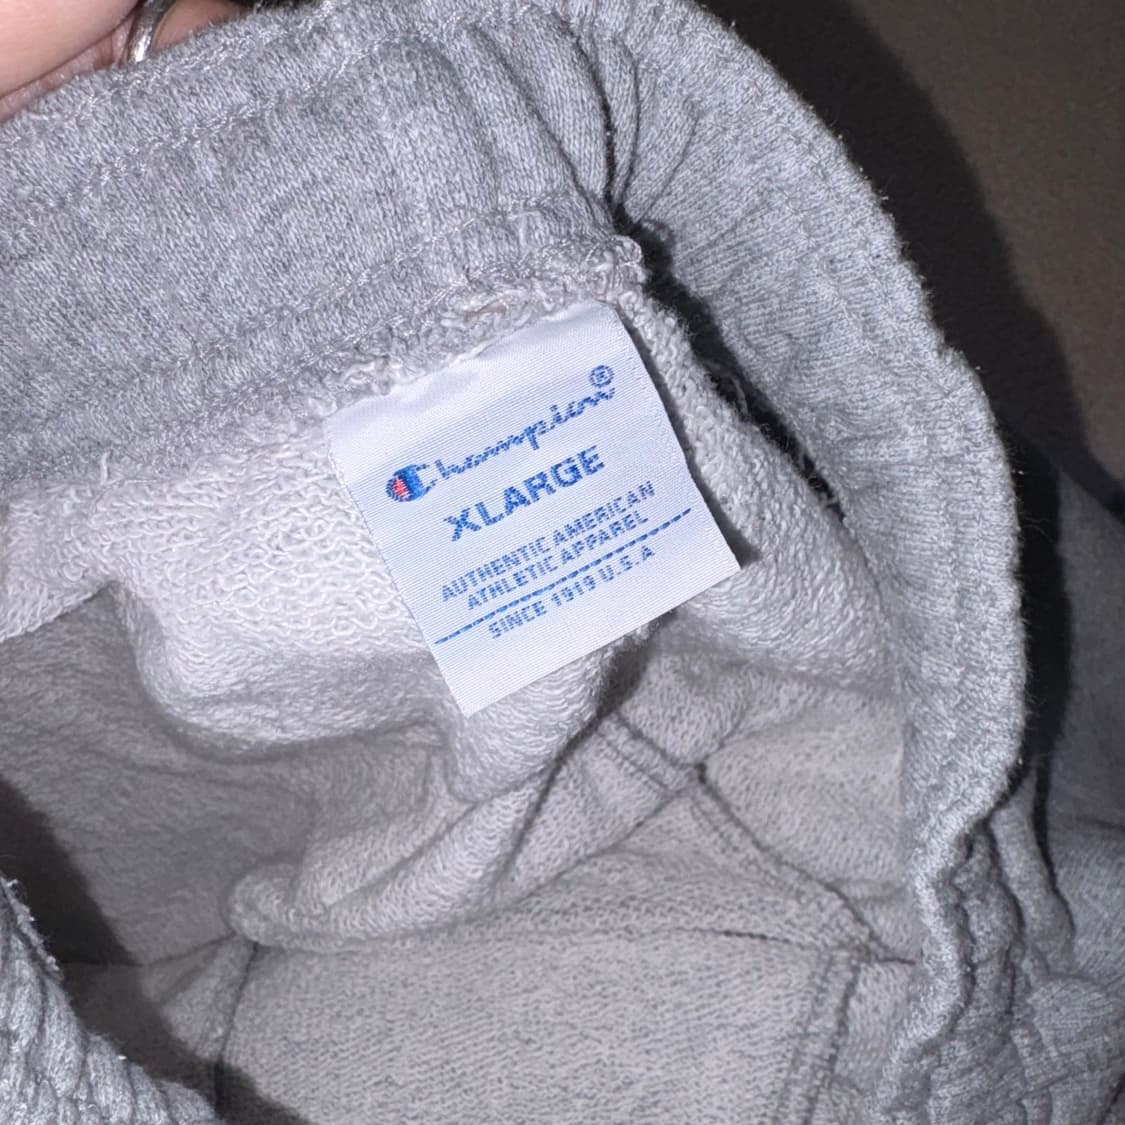 Champion®
XLARGE
AUTHENTIC AMERICAN
ATHLETIC APPAREL
SINCE 1919 U.S.A